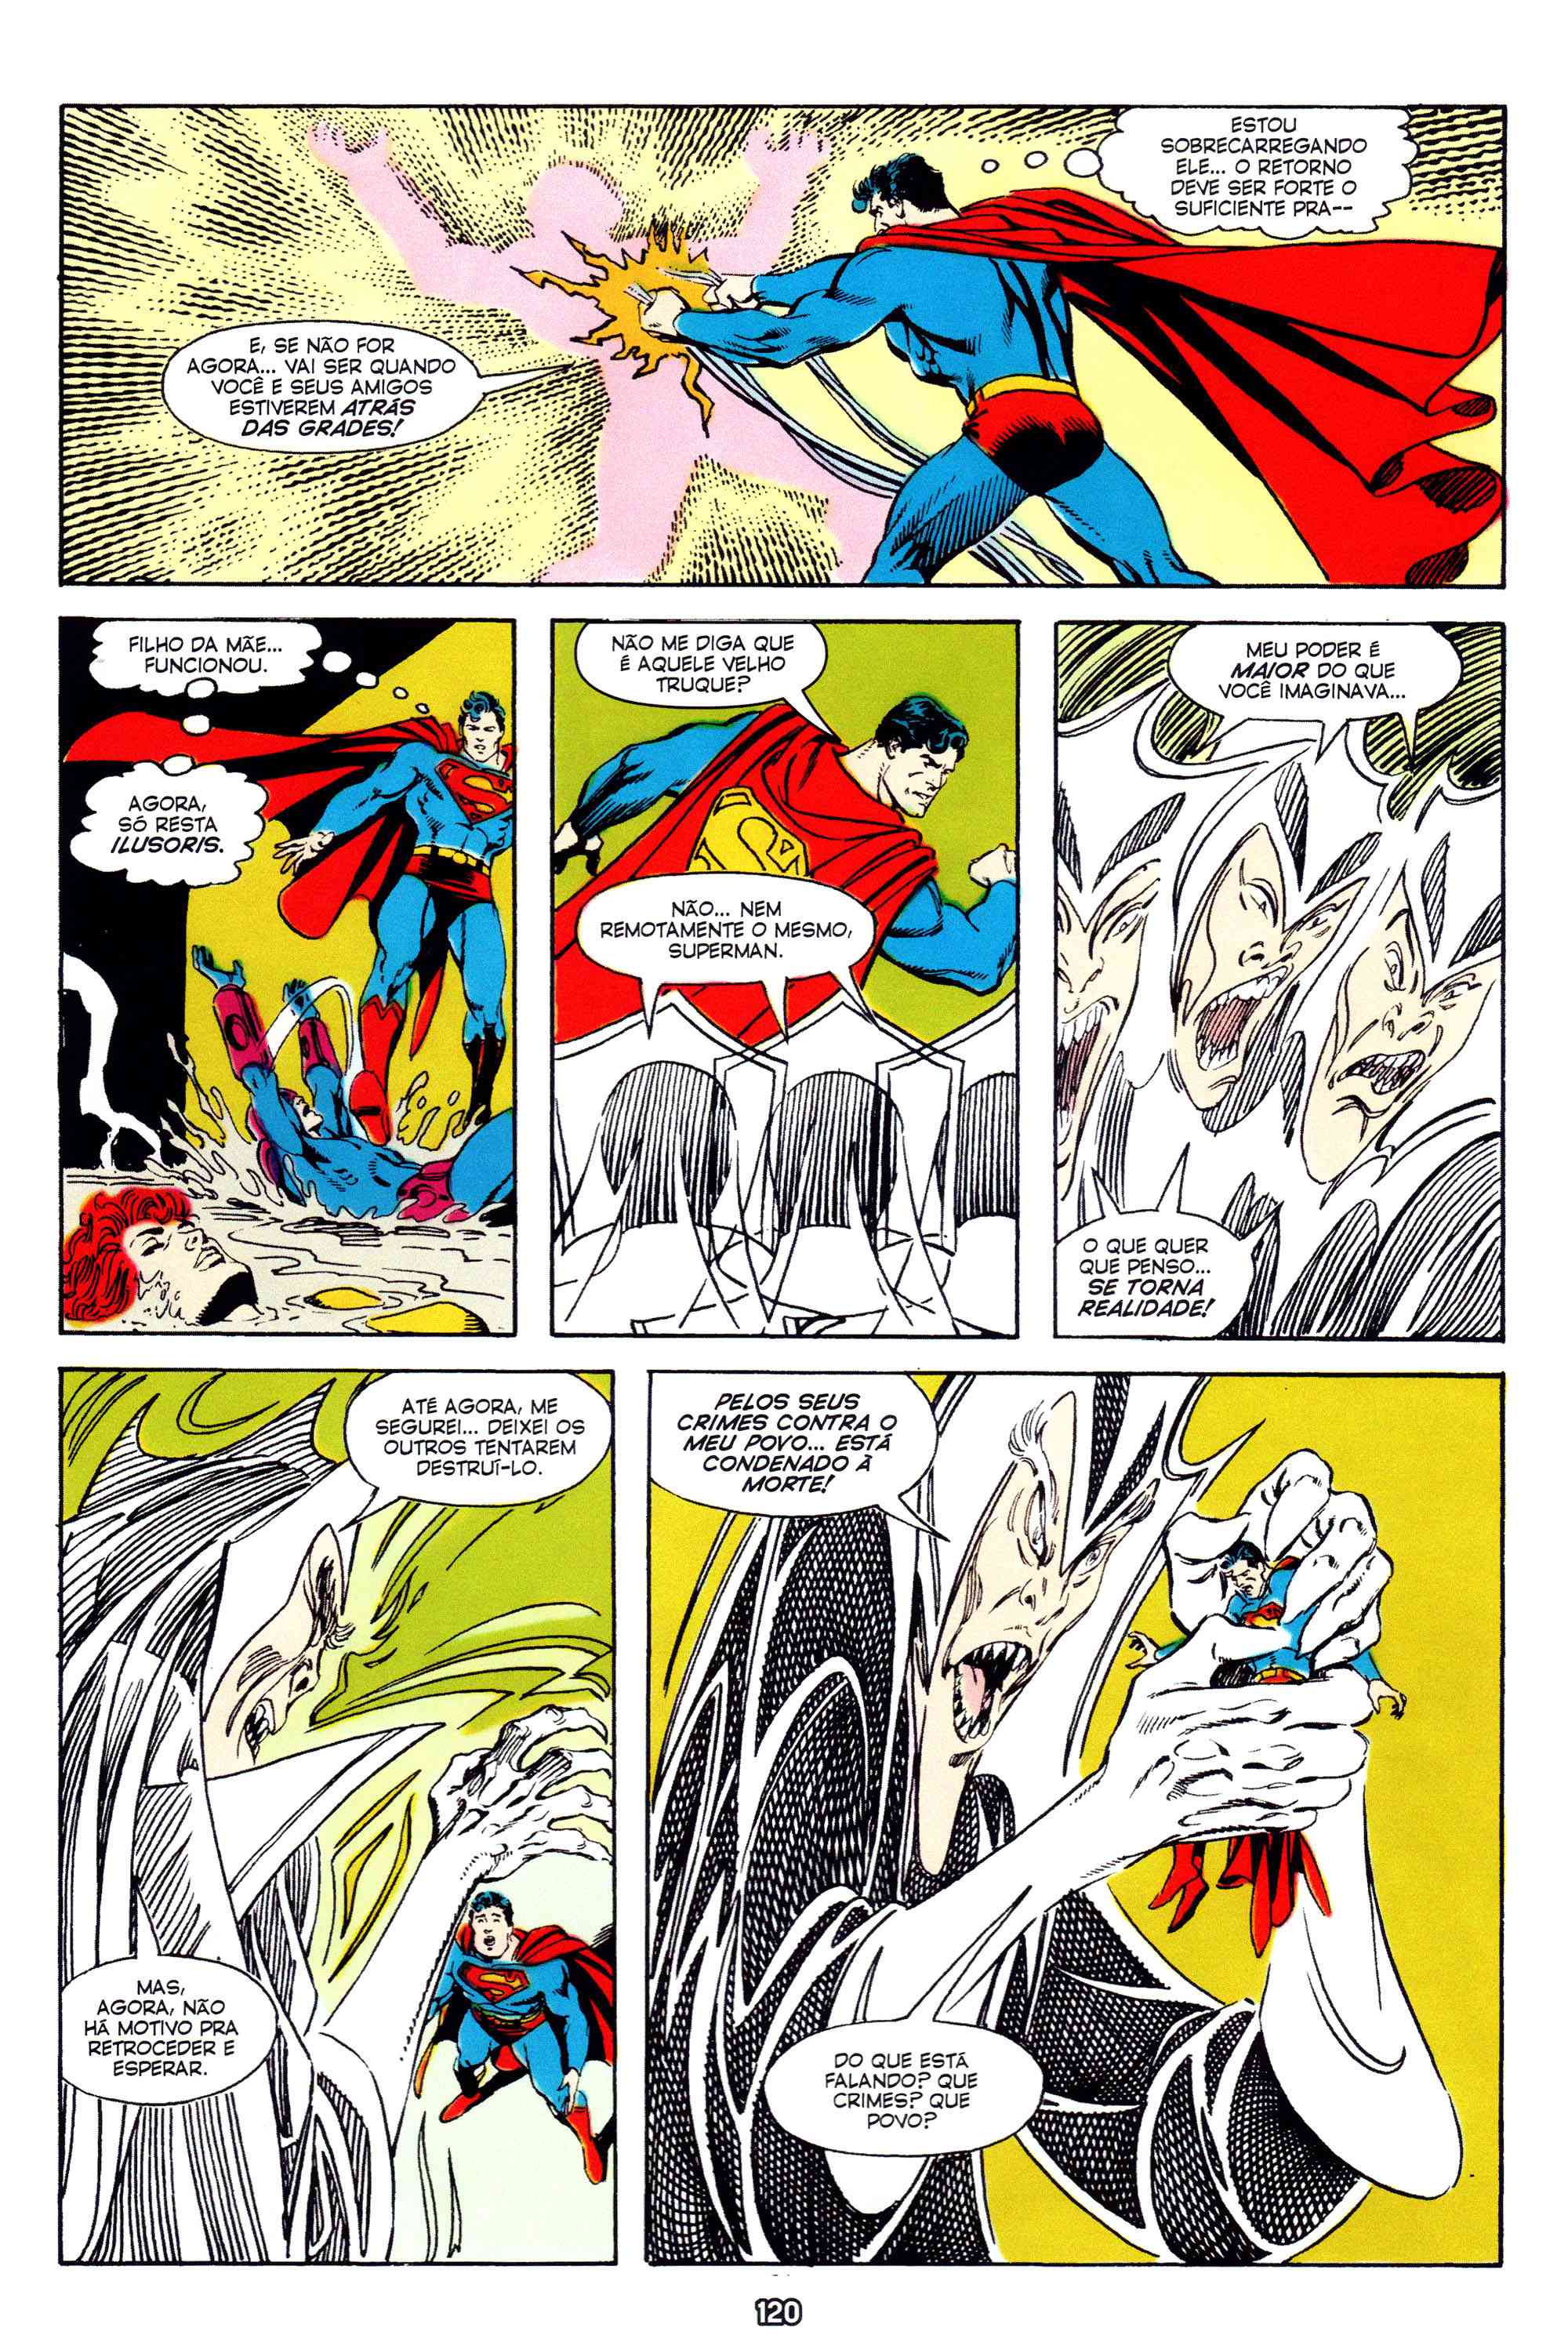 ESTOU
SOBRECARREGANDO
ELE... O RETORNO
DEVE SER FORTE O
SUFICIENTE PRA--
E, SE NÃO FOR
AGORA... VAI SER QUANDO
VOCÊ E SEUS AMIGOS
ESTIVEREM ATRÁS
DAS GRADES!
FILHO DA MÃE...
FUNCIONOU.
AGORA,
SÓ RESTA
ILUSORIS.
NÃO ME DIGA QUE
É AQUELE VELHO
TRUQUE?
NÃO... NEM
REMOTAMENTE O MESMO,
SUPERMAN.
MEU PODER É
MAIOR DO QUE
VOCÊ IMAGINAVA...
O QUE QUER
QUE PENSO...
SE TORNA
REALIDADE!
ATÉ AGORA, ME
SEGUREI... DEIXEI OS
OUTROS TENTAREM
DESTRUÍ-LO.
MAS,
AGORA, NÃO
HÁ MOTIVO PRA
RETROCEDER E
ESPERAR.
PELOS SEUS
CRIMES CONTRA O
MEU POVO... ESTÁ
CONDENADO À
MORTE!
DO QUE ESTÁ
FALANDO? QUE
CRIMES? QUE
POVO?
120